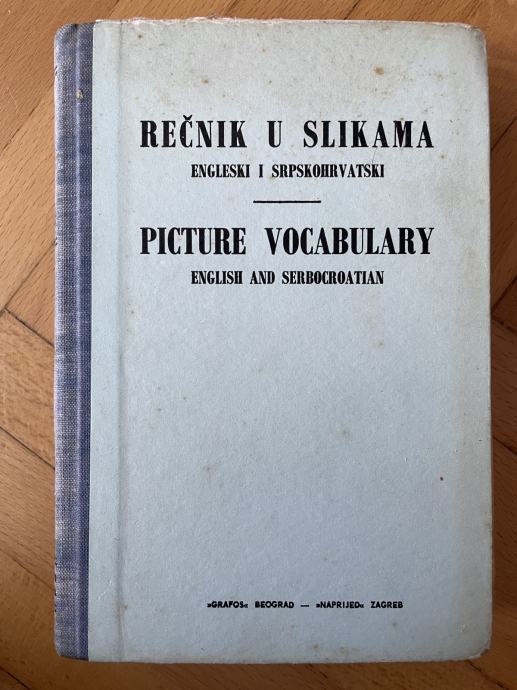 REČNIK U SLIKAMA
ENGLESKI I SRPSKOHRVATSKI
PICTURE VOCABULARY
ENGLISH AND SERBOCROATIAN
»GRAFOS« BEOGRAD — »NAPRIJED« ZAGREB